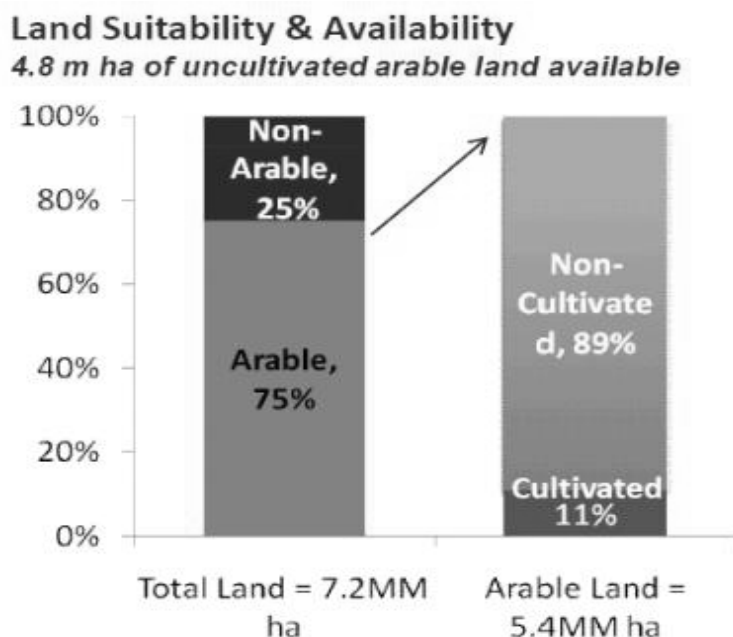 Land Suitability & Availability
4.8 m ha of uncultivated arable land available
100%
80%
60%
40%
20%
0%
Non-
Arable,
25%
Arable,
75%
Non-
Cultivate
d, 89%
Cultivated
11%
Total Land = 7.2MM
ha
Arable Land =
5.4MM ha